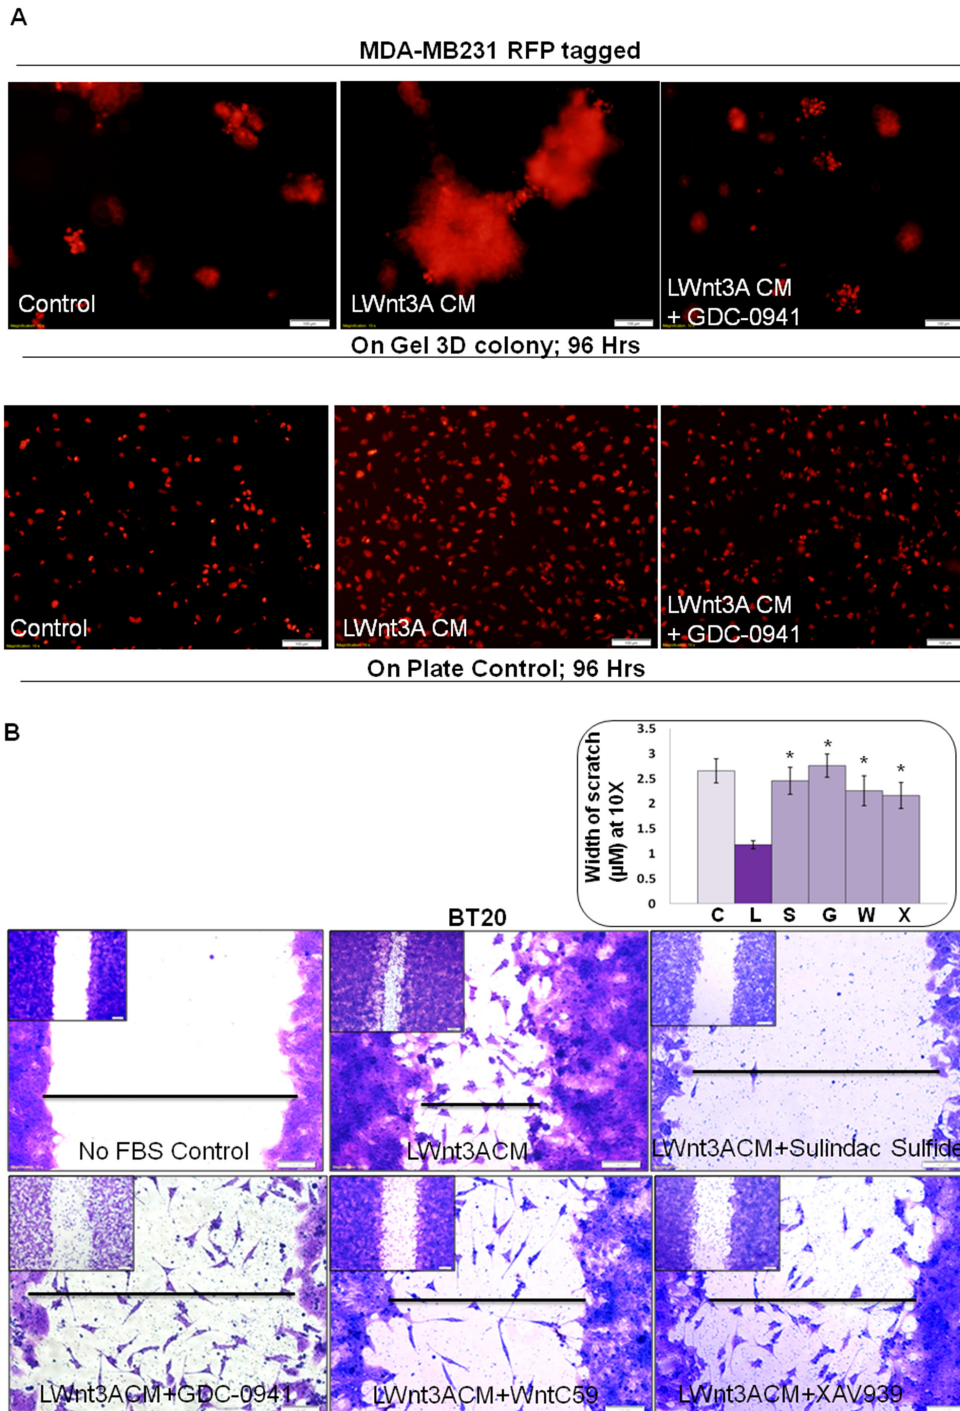 A
MDA-MB231 RFP tagged
Control
LWnt3A CM
LWnt3A CM
+ GDC-0941
On Gel 3D colony; 96 Hrs
Control
LWnt3A CM
LWnt3A CM
+ GDC-0941
On Plate Control; 96 Hrs
B
Width of scratch
(µM) at 10X
3.5
3
2.5
2
1.5
1
0.5
0
* * * *
C L S G W X
BT20
No FBS Control
LWnt3ACM
LWnt3ACM+Sulindac Sulfide
LWnt3ACM+GDC-0941
LWnt3ACM+WntC59
LWnt3ACM+XAV939